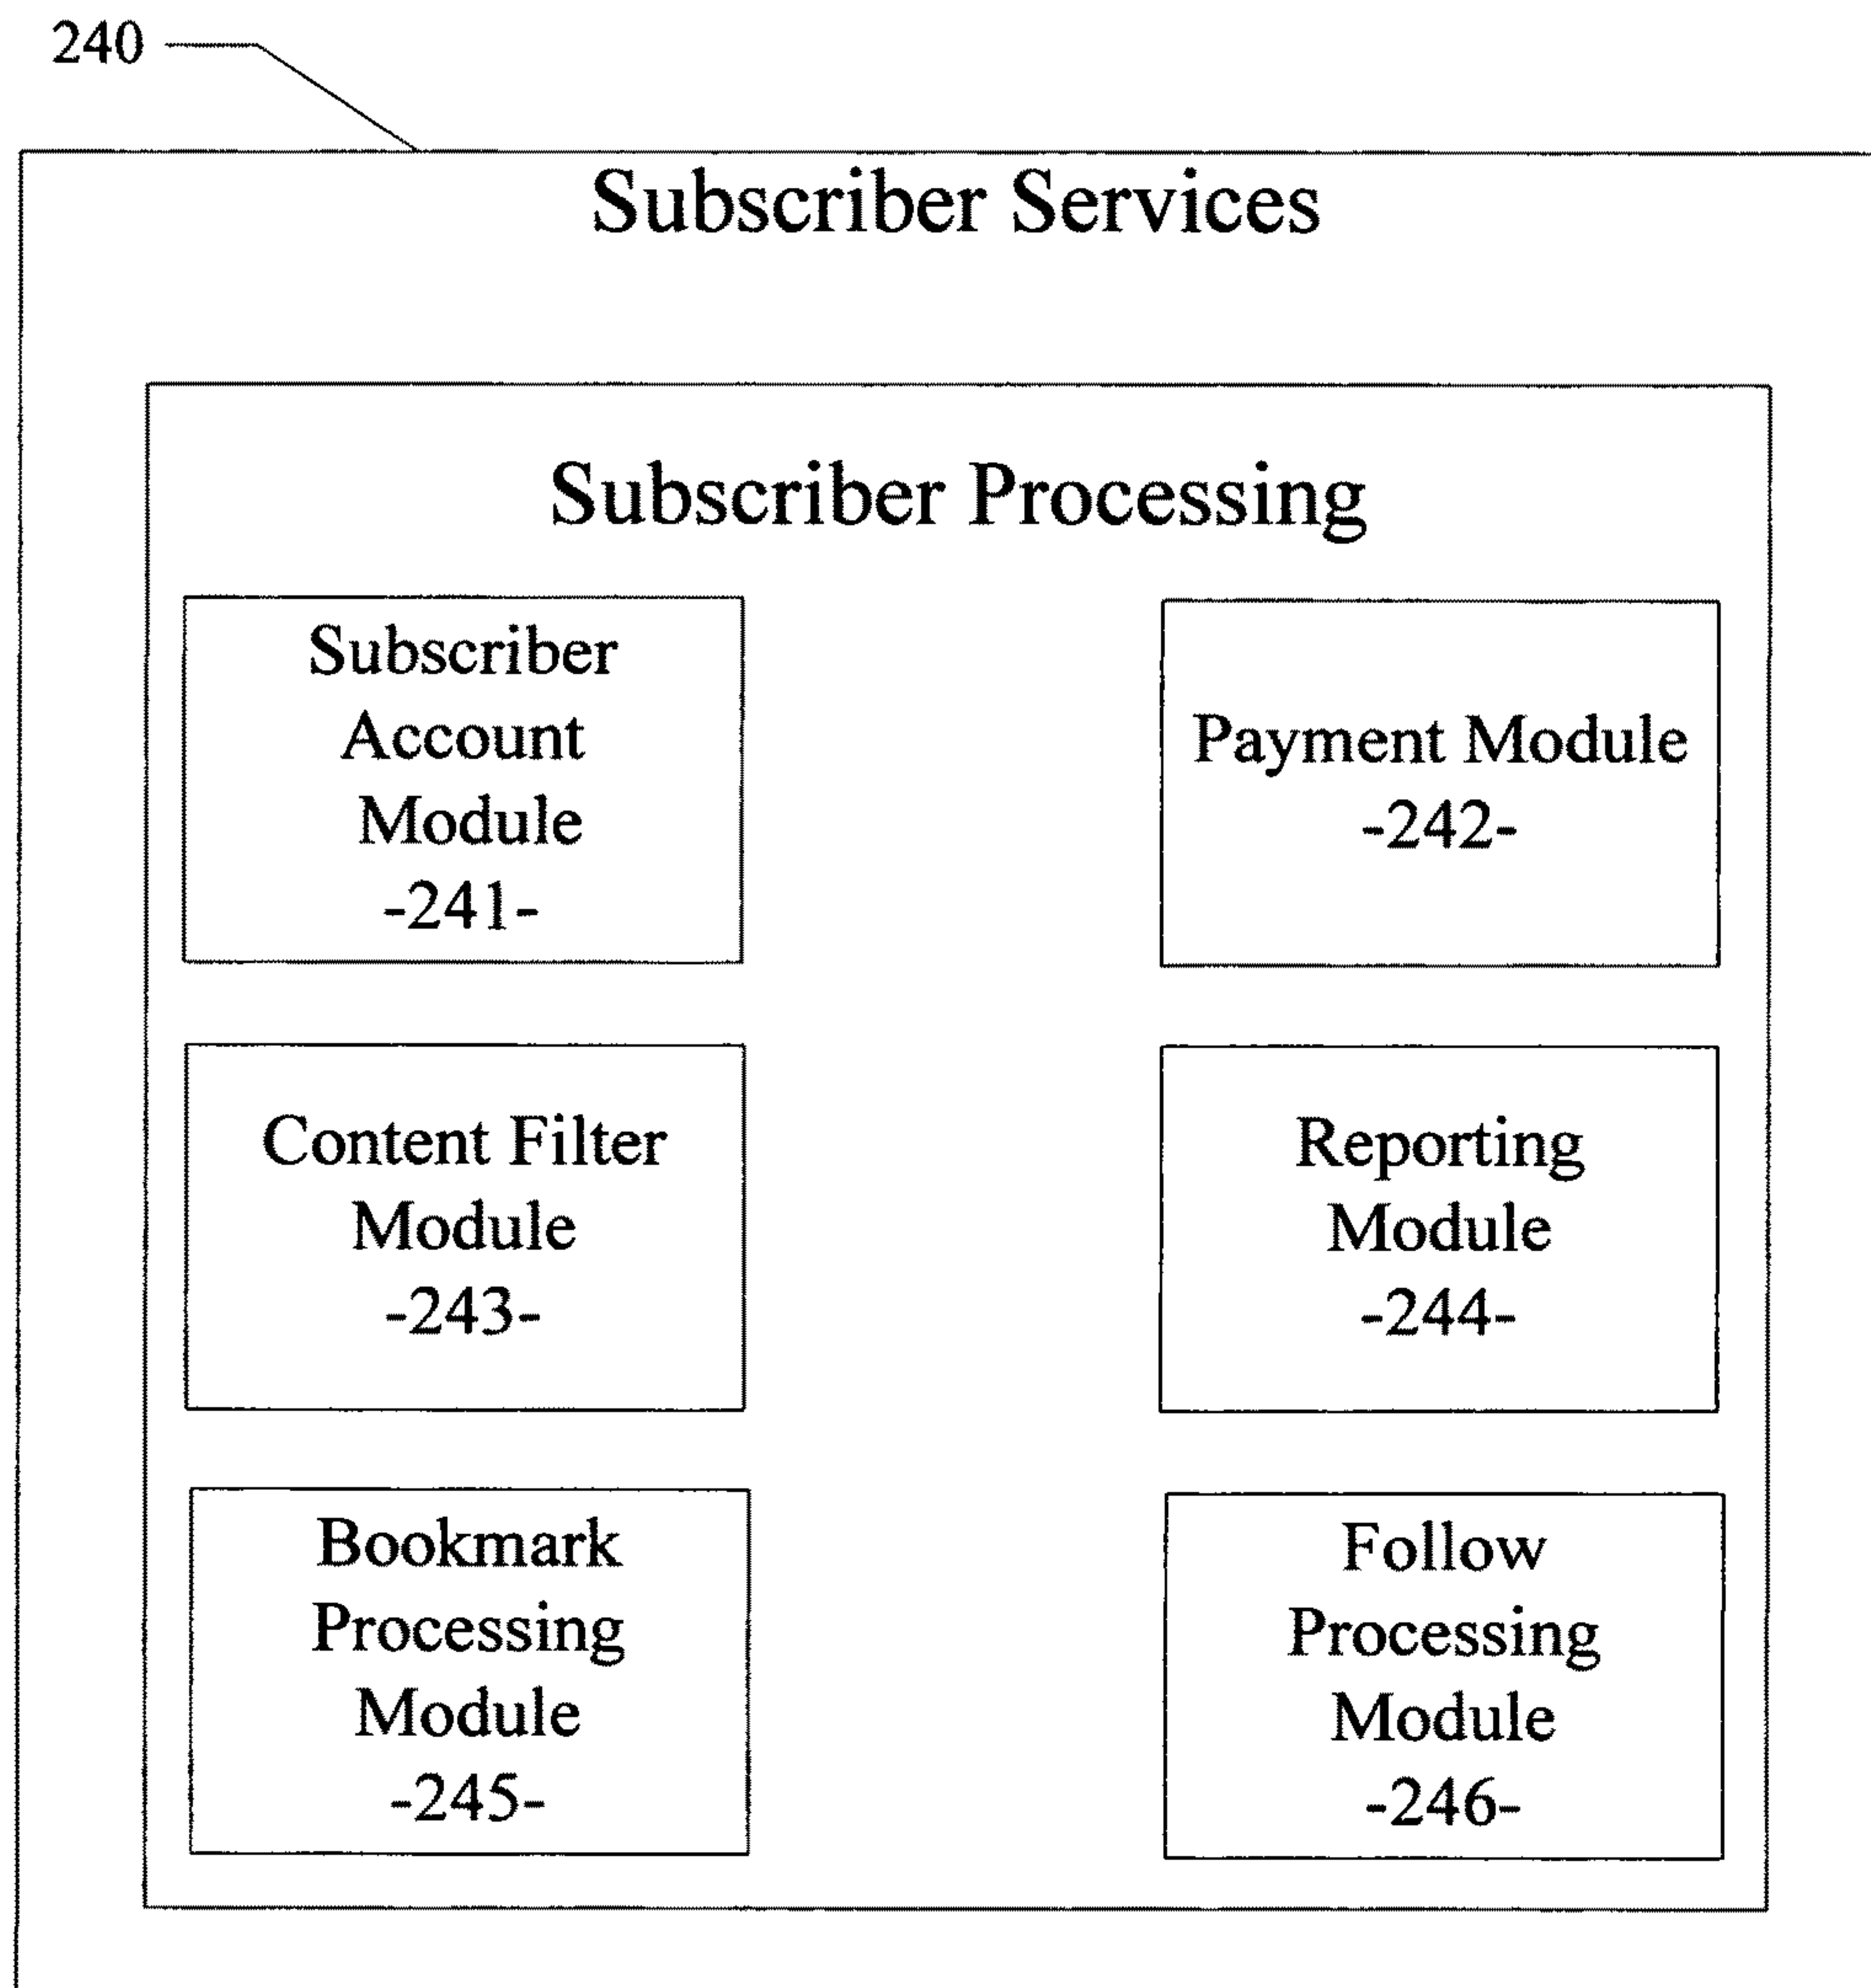 240
Subscriber Services
Subscriber Processing
Subscriber
Account
Module
-241-
Payment Module
-242-
Content Filter
Module
-243-
Reporting
Module
-244-
Bookmark
Processing
Module
-245-
Follow
Processing
Module
-246-